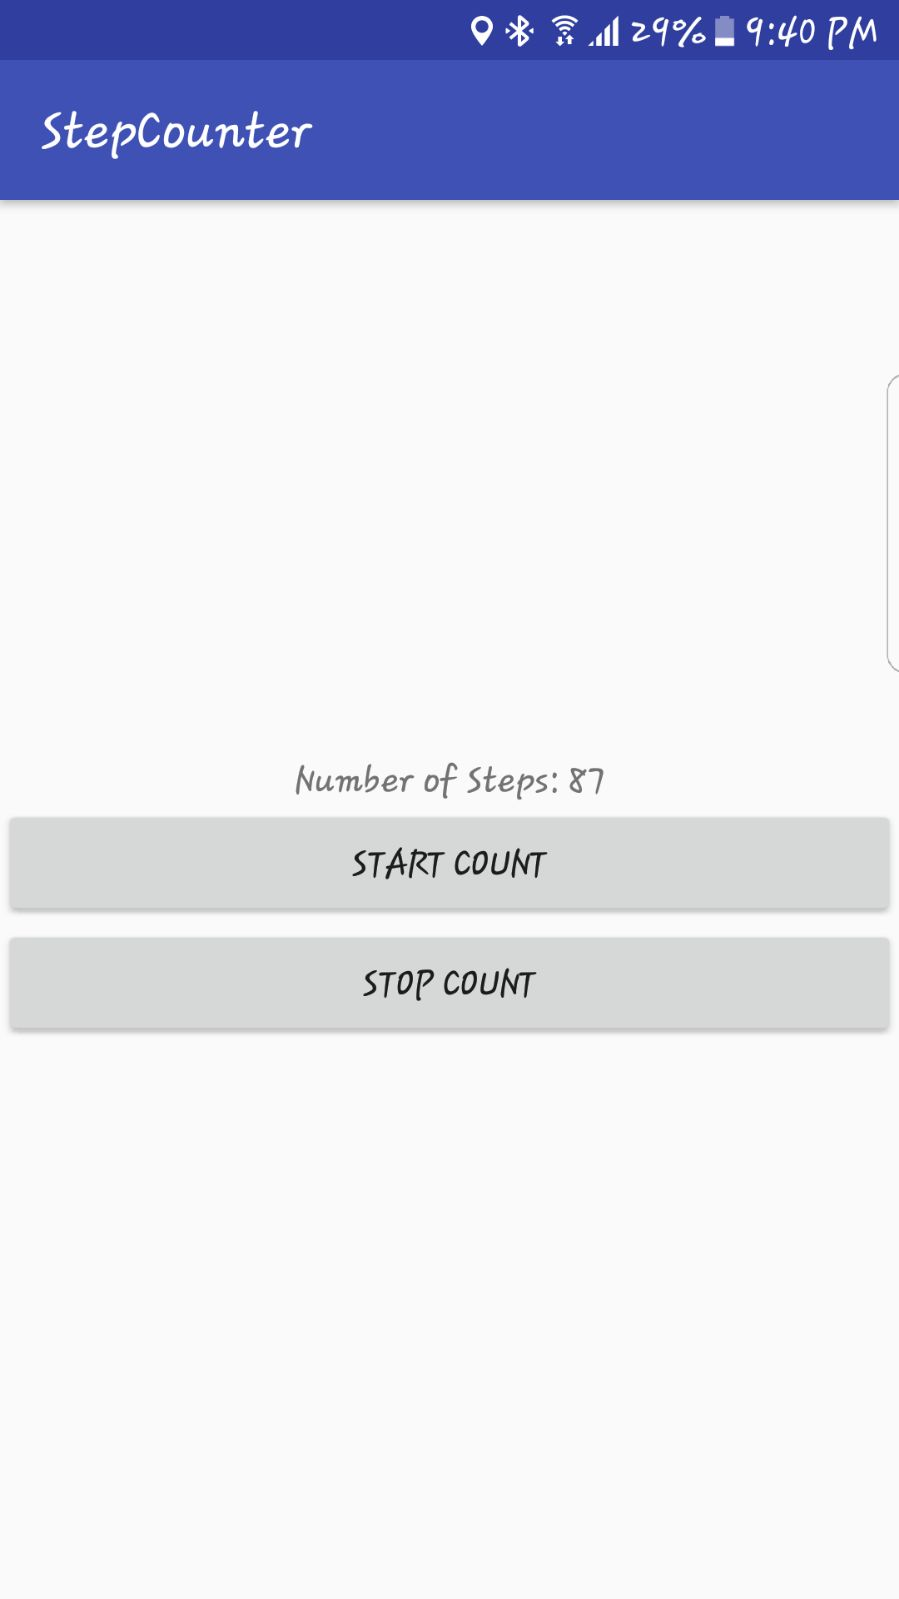 29% 9:40 PM
StepCounter
Number of Steps: 87
START COUNT
STOP COUNT